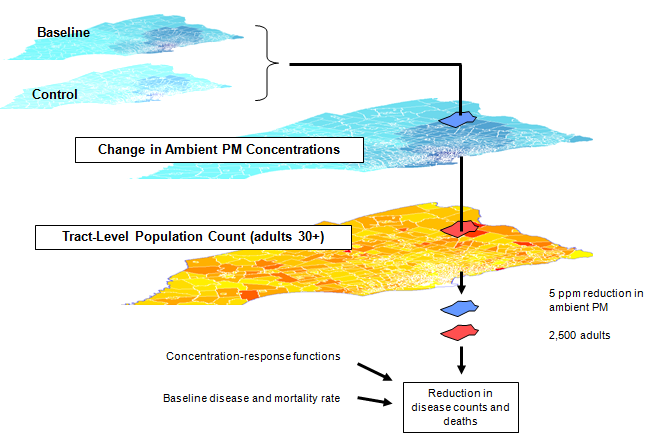 Baseline
Control
Change in Ambient PM Concentrations
Tract-Level Population Count (adults 30+)
5 ppm reduction in
ambient PM
2,500 adults
Concentration-response functions
Baseline disease and mortality rate
Reduction in
disease counts and
deaths